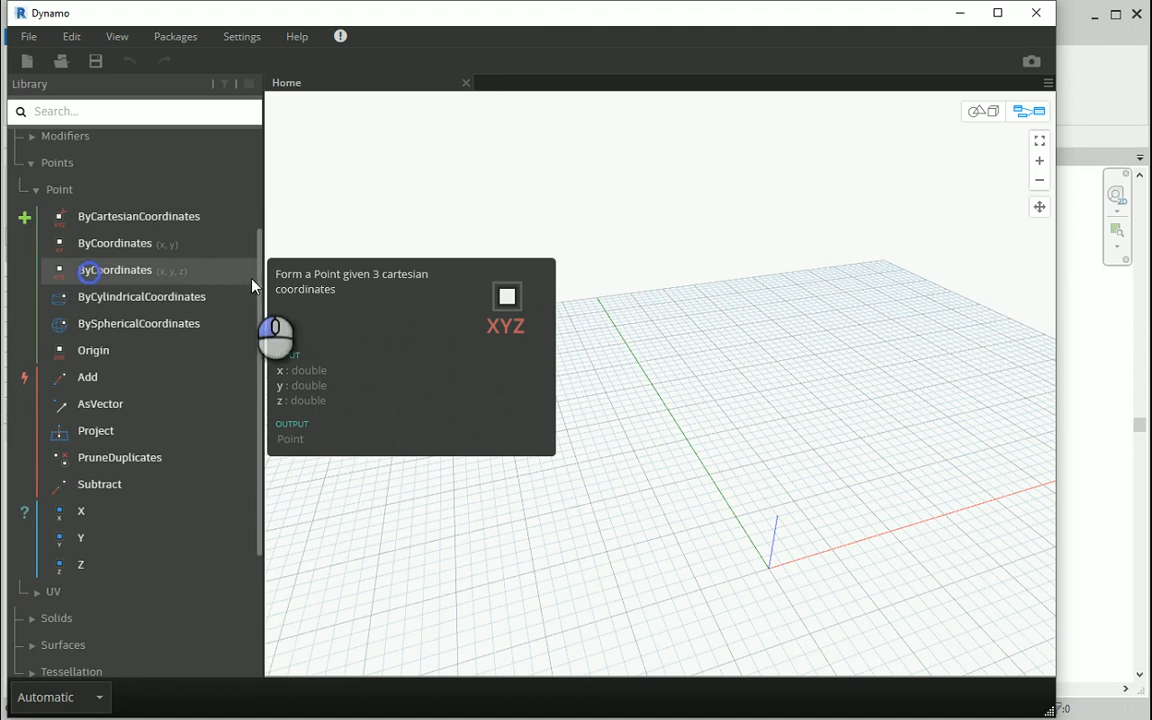 Dynamo
File Edit View Packages Settings Help
Library
Home
Search...
Modifiers
Points
Point
ByCartesianCoordinates
ByCoordinates (x, y)
ByCoordinates (x, y, z)
ByCylindricalCoordinates
BySphericalCoordinates
Origin
Add
AsVector
Project
PruneDuplicates
Subtract
X
Y
Z
UV
Solids
Surfaces
Tessellation
Automatic
Form a Point given 3 cartesian
coordinates
XYZ
x : double
y : double
z : double
OUTPUT
Point
2D
:0